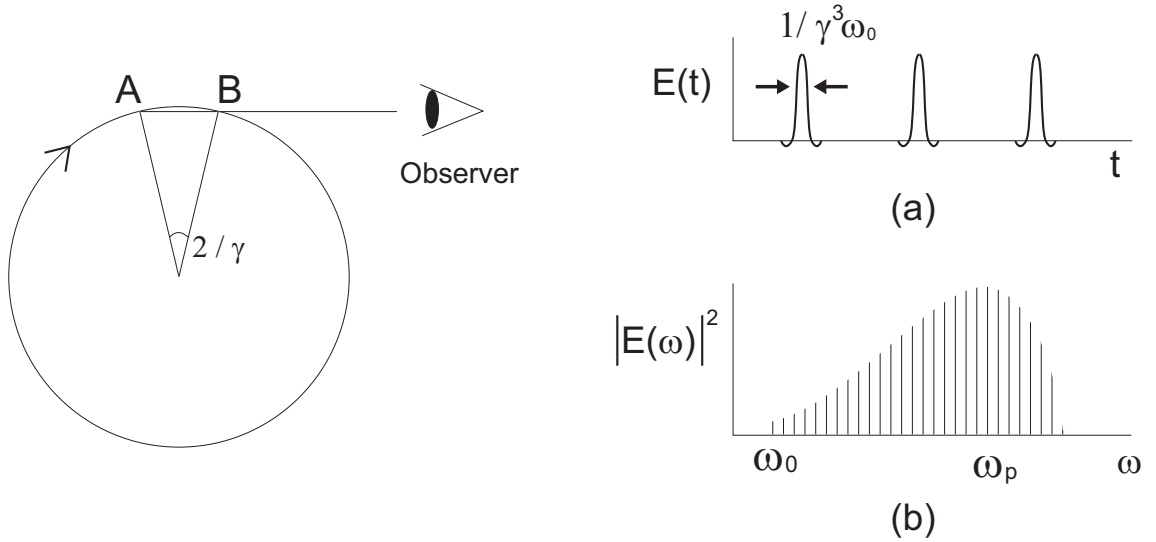 A B
Observer
2 / γ
1/ γ³ω₀
E(t)
t
(a)
|E(ω)|²
ω₀ ωₚ ω
(b)